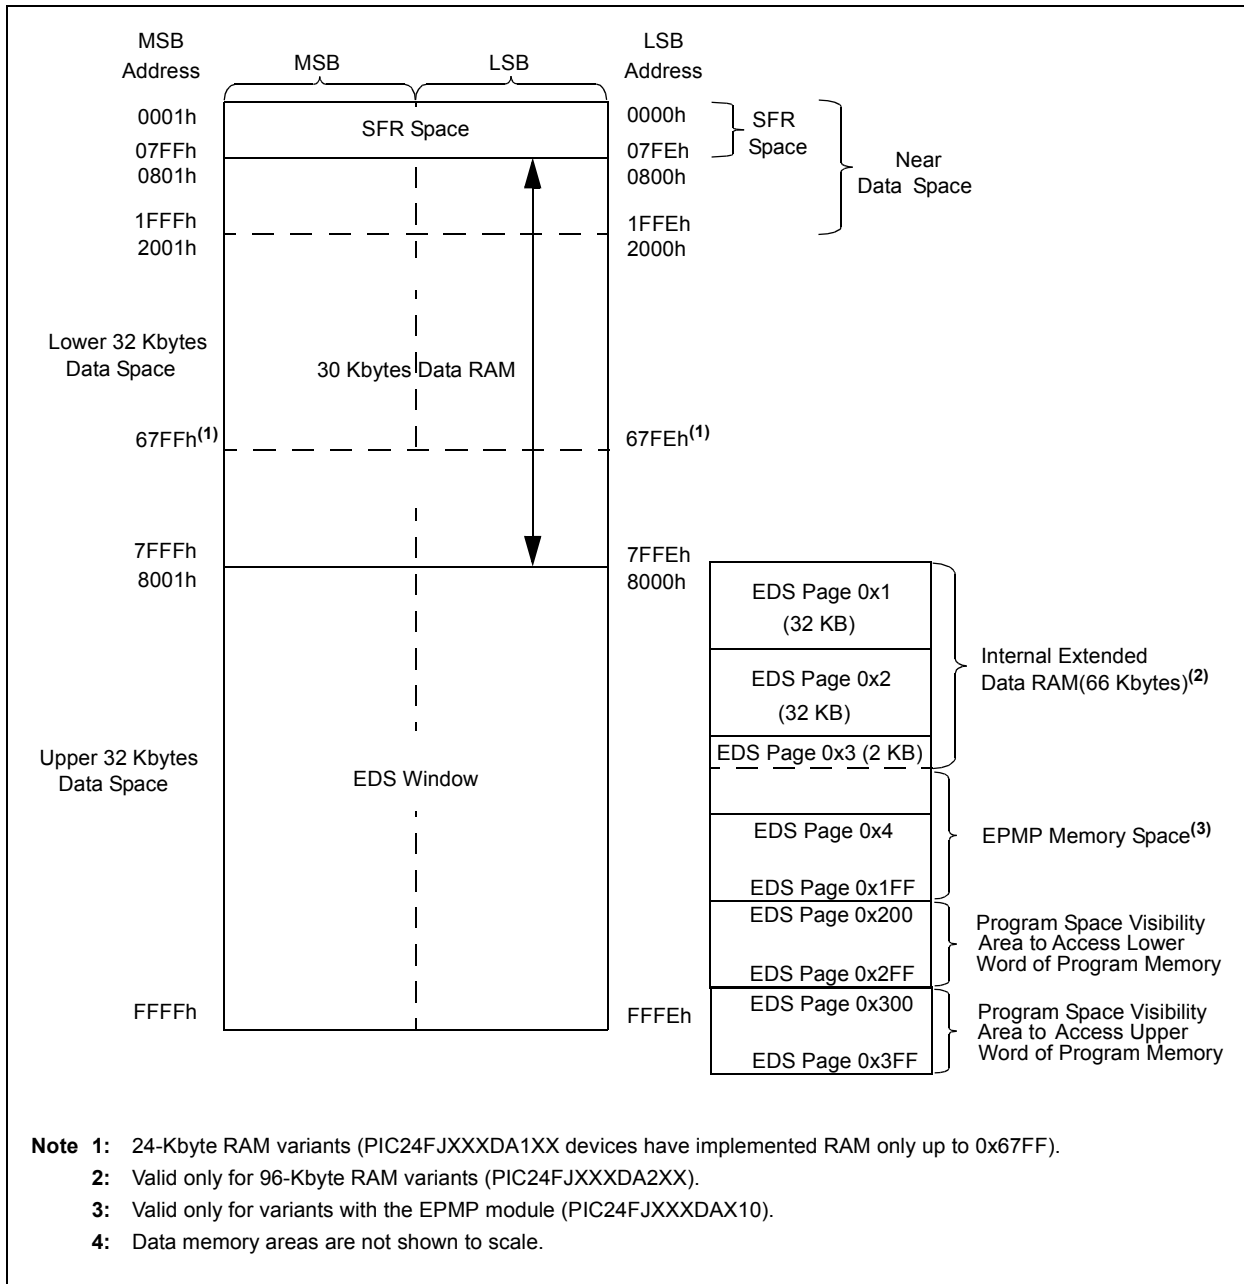 MSB
Address
MSB
LSB
LSB
Address
0001h
SFR Space
0000h
SFR
Space
07FFh
07FEh
0801h
0800h
Near
Data Space
1FFFh
1FFEh
2001h
2000h
Lower 32 Kbytes
Data Space
30 Kbytes Data RAM
67FFh(1)
67FEh(1)
7FFFh
7FFEh
8001h
8000h
EDS Page 0x1
(32 KB)
EDS Page 0x2
(32 KB)
EDS Page 0x3 (2 KB)
Internal Extended
Data RAM(66 Kbytes)(2)
Upper 32 Kbytes
Data Space
EDS Window
EDS Page 0x4
EDS Page 0x1FF
EPMP Memory Space(3)
EDS Page 0x200
EDS Page 0x2FF
Program Space Visibility
Area to Access Lower
Word of Program Memory
FFFFh
FFFEh
EDS Page 0x300
EDS Page 0x3FF
Program Space Visibility
Area to Access Upper
Word of Program Memory
Note 1: 24-Kbyte RAM variants (PIC24FJXXXDA1XX devices have implemented RAM only up to 0x67FF).
2: Valid only for 96-Kbyte RAM variants (PIC24FJXXXDA2XX).
3: Valid only for variants with the EPMP module (PIC24FJXXXDAX10).
4: Data memory areas are not shown to scale.